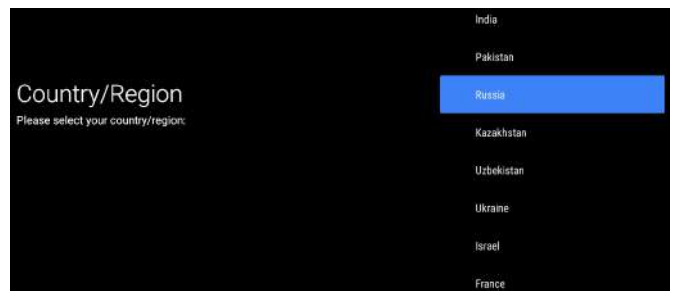 Country/Region
Please select your country/region:
India
Pakistan
Russia
Kazakhstan
Uzbekistan
Ukraine
Israel
France